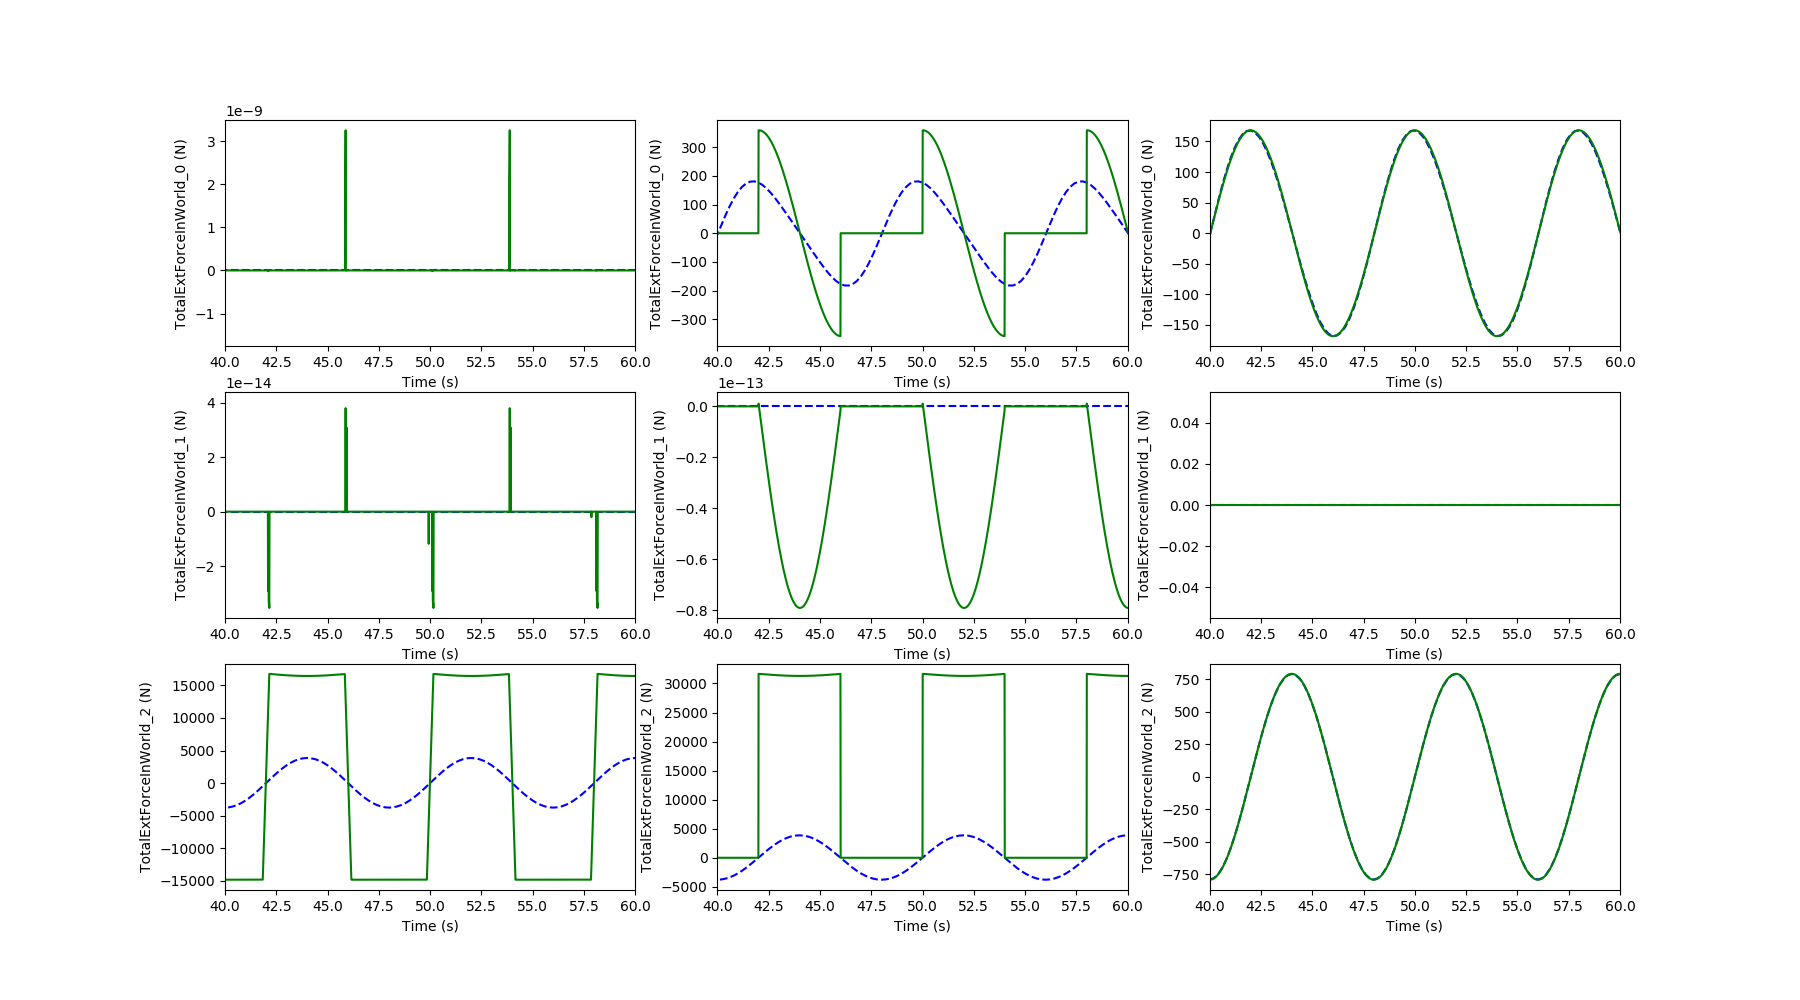 1e−9
TotalExtForceInWorld_0 (N)
3
2
1
0
−1
40.0 42.5 45.0 47.5 50.0 52.5 55.0 57.5 60.0
Time (s)
TotalExtForceInWorld_0 (N)
300
200
100
0
−100
−200
−300
40.0 42.5 45.0 47.5 50.0 52.5 55.0 57.5 60.0
Time (s)
TotalExtForceInWorld_0 (N)
150
100
50
0
−50
−100
−150
40.0 42.5 45.0 47.5 50.0 52.5 55.0 57.5 60.0
Time (s)
1e−14
TotalExtForceInWorld_1 (N)
4
2
0
−2
40.0 42.5 45.0 47.5 50.0 52.5 55.0 57.5 60.0
Time (s)
1e−13
TotalExtForceInWorld_1 (N)
0.0
−0.2
−0.4
−0.6
−0.8
40.0 42.5 45.0 47.5 50.0 52.5 55.0 57.5 60.0
Time (s)
TotalExtForceInWorld_1 (N)
0.04
0.02
0.00
−0.02
−0.04
40.0 42.5 45.0 47.5 50.0 52.5 55.0 57.5 60.0
Time (s)
TotalExtForceInWorld_2 (N)
15000
10000
5000
0
−5000
−10000
−15000
40.0 42.5 45.0 47.5 50.0 52.5 55.0 57.5 60.0
Time (s)
TotalExtForceInWorld_2 (N)
30000
25000
20000
15000
10000
5000
0
−5000
40.0 42.5 45.0 47.5 50.0 52.5 55.0 57.5 60.0
Time (s)
TotalExtForceInWorld_2 (N)
750
500
250
0
−250
−500
−750
40.0 42.5 45.0 47.5 50.0 52.5 55.0 57.5 60.0
Time (s)